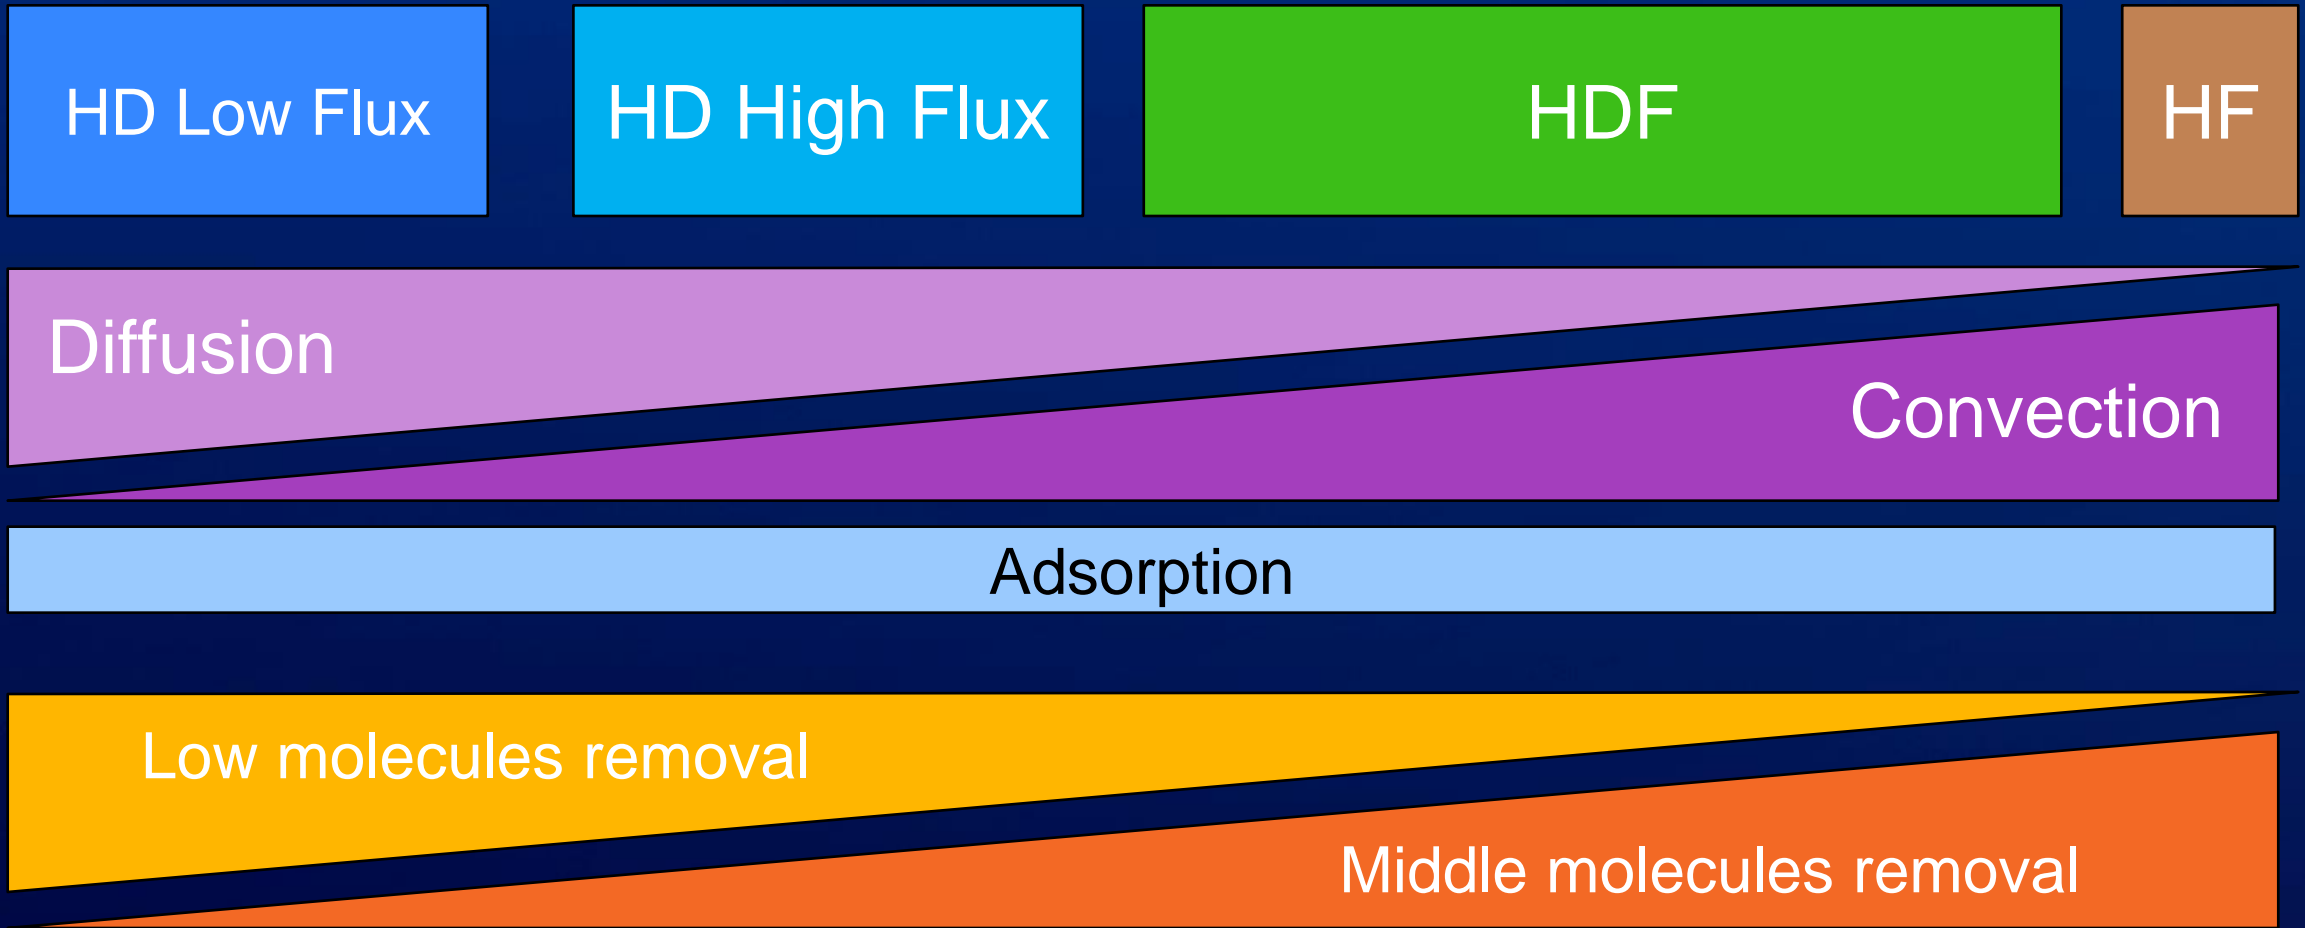 HD Low Flux
HD High Flux
HDF
HF
Diffusion
Convection
Adsorption
Low molecules removal
Middle molecules removal